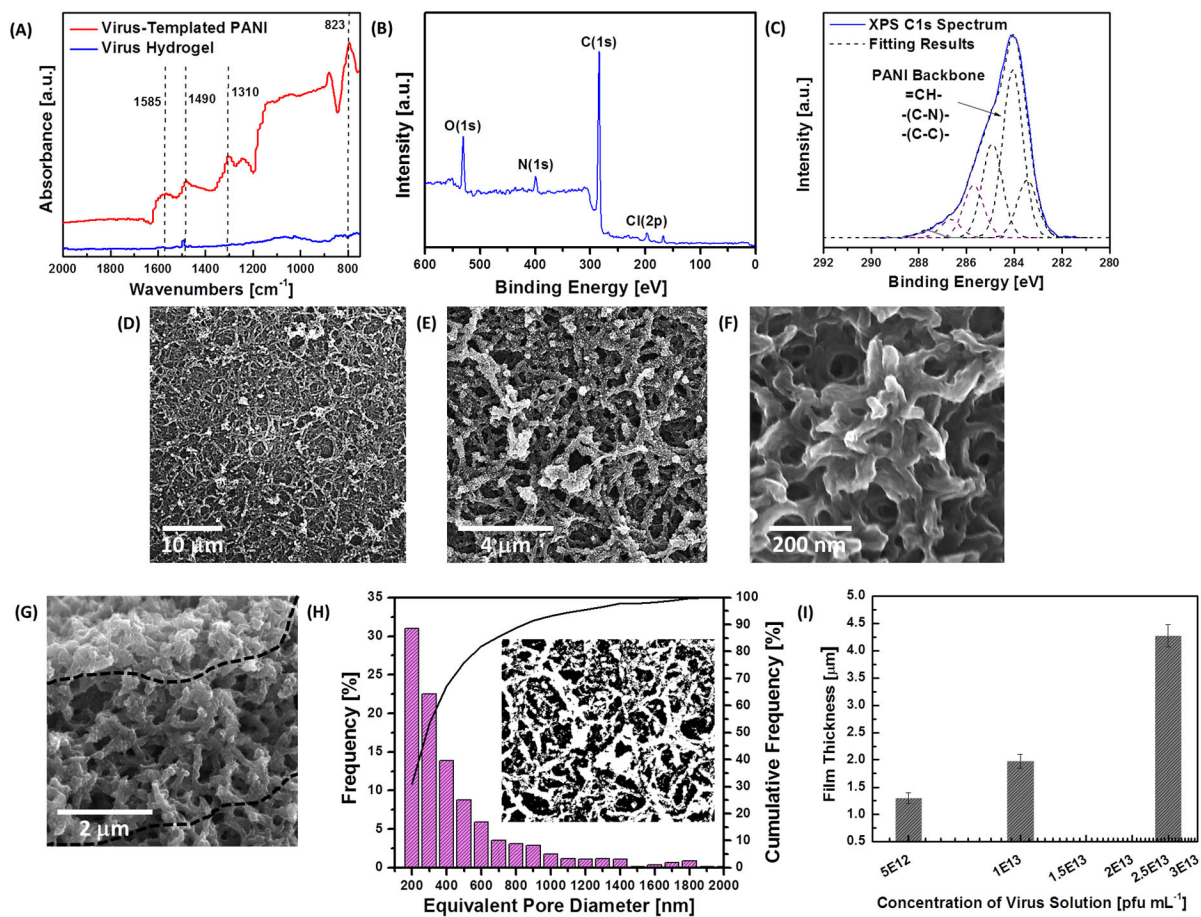 (A)
Virus-Templated PANI
Virus Hydrogel
823
1585
1490
1310
Absorbance [a.u.]
2000
1600
1400
1200
800
Wavenumbers [cm⁻¹]
(B)
C(1s)
O(1s)
N(1s)
Cl(2p)
Intensity [a.u.]
600 500 400 300 200 100 0
Binding Energy [eV]
(C)
XPS C1s Spectrum
Fitting Results
PANI Backbone
=CH-
-(C-N)-
-(C-C)-
Intensity [a.u.]
292 290 288 286 284 282 280
Binding Energy [eV]
(D)
10 μm
(E)
4 μm
(F)
200 nm
(G)
2 μm
(H)
35
30
25
20
15
10
5
0
Frequency [%]
100
90
80
70
60
50
40
30
20
10
0
Cumulative Frequency [%]
200 400 600 800 1000 1200 1400 1600 1800 2000
Equivalent Pore Diameter [nm]
(I)
5.0
4.5
4.0
3.5
3.0
2.5
2.0
1.5
1.0
0.5
Film Thickness [μm]
5E12
1E13
1.5E13
2E13
2.5E13
3E13
Concentration of Virus Solution [pfu mL⁻¹]